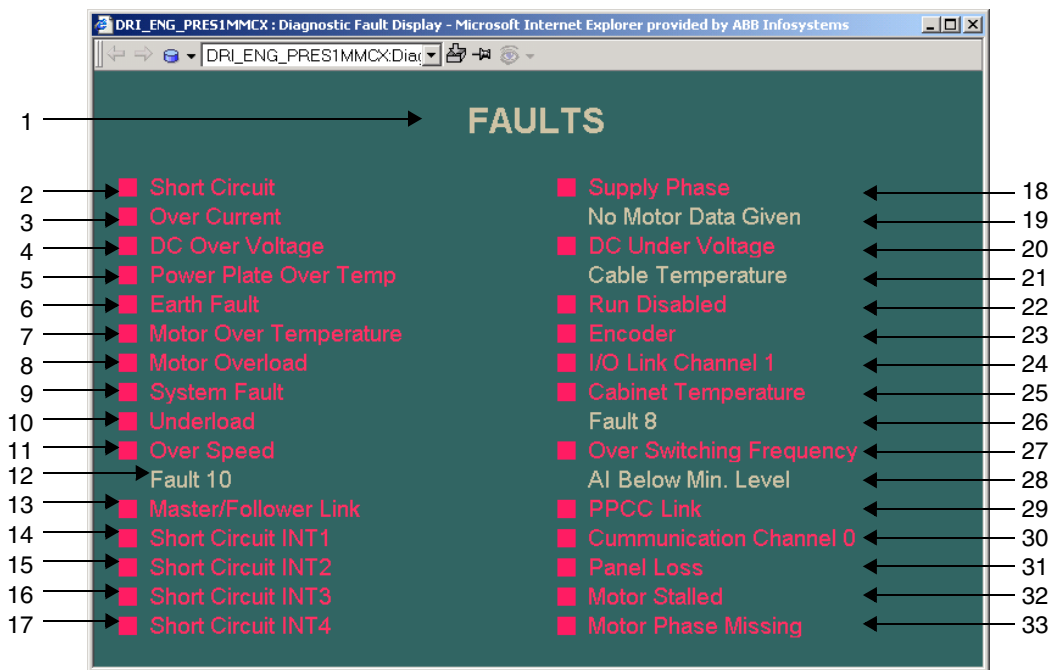 DRI_ENG_PRES1MMCX : Diagnostic Fault Display - Microsoft Internet Explorer provided by ABB Infosystems
DRI_ENG_PRES1MMCX:Diag
1 FAULTS
2 Short Circuit
3 Over Current
4 DC Over Voltage
5 Power Plate Over Temp
6 Earth Fault
7 Motor Over Temperature
8 Motor Overload
9 System Fault
10 Underload
11 Over Speed
12 Fault 10
13 Master/Follower Link
14 Short Circuit INT1
15 Short Circuit INT2
16 Short Circuit INT3
17 Short Circuit INT4
Supply Phase 18
No Motor Data Given 19
DC Under Voltage 20
Cable Temperature 21
Run Disabled 22
Encoder 23
I/O Link Channel 1 24
Cabinet Temperature 25
Fault 8 26
Over Switching Frequency 27
AI Below Min. Level 28
PPCC Link 29
Cummunication Channel 0 30
Panel Loss 31
Motor Stalled 32
Motor Phase Missing 33